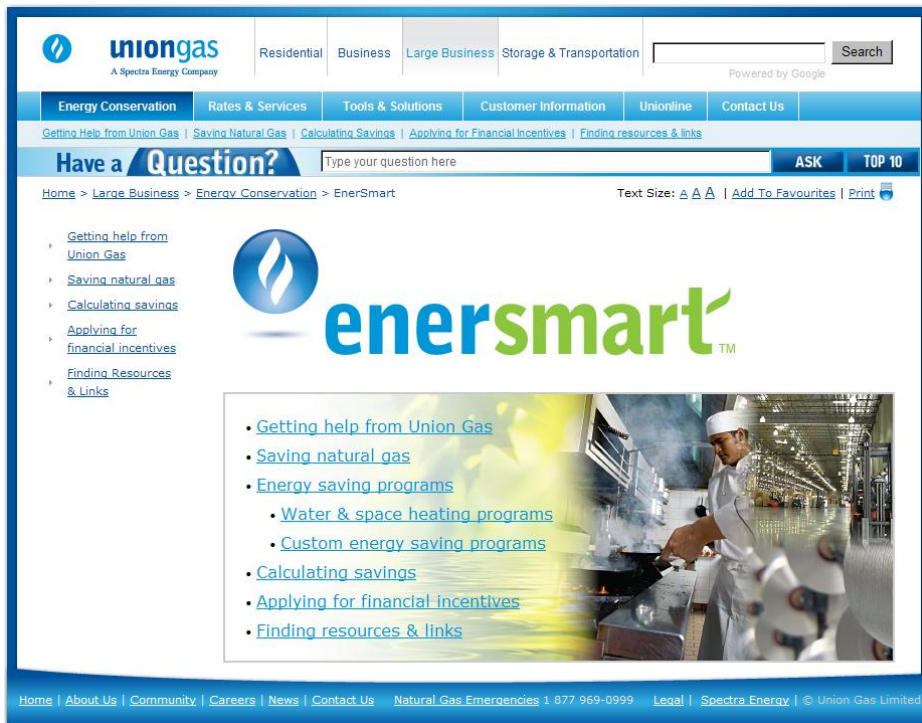 uniongas
A Spectra Energy Company
Residential Business Large Business Storage & Transportation
Search
Powered by Google
Energy Conservation Rates & Services Tools & Solutions Customer Information Unionline Contact Us
Getting Help from Union Gas | Saving Natural Gas | Calculating Savings | Applying for Financial Incentives | Finding resources & links
Have a Question? Type your question here ASK TOP 10
Home > Large Business > Energy Conservation > EnerSmart
Text Size: A A A | Add To Favourites | Print
Getting help from
Union Gas
Saving natural gas
Calculating savings
Applying for
financial incentives
Finding Resources
& Links
enersmart™
• Getting help from Union Gas
• Saving natural gas
• Energy saving programs
• Water & space heating programs
• Custom energy saving programs
• Calculating savings
• Applying for financial incentives
• Finding resources & links
Home | About Us | Community | Careers | News | Contact Us Natural Gas Emergencies 1 877 969-0999 Legal | Spectra Energy | © Union Gas Limited